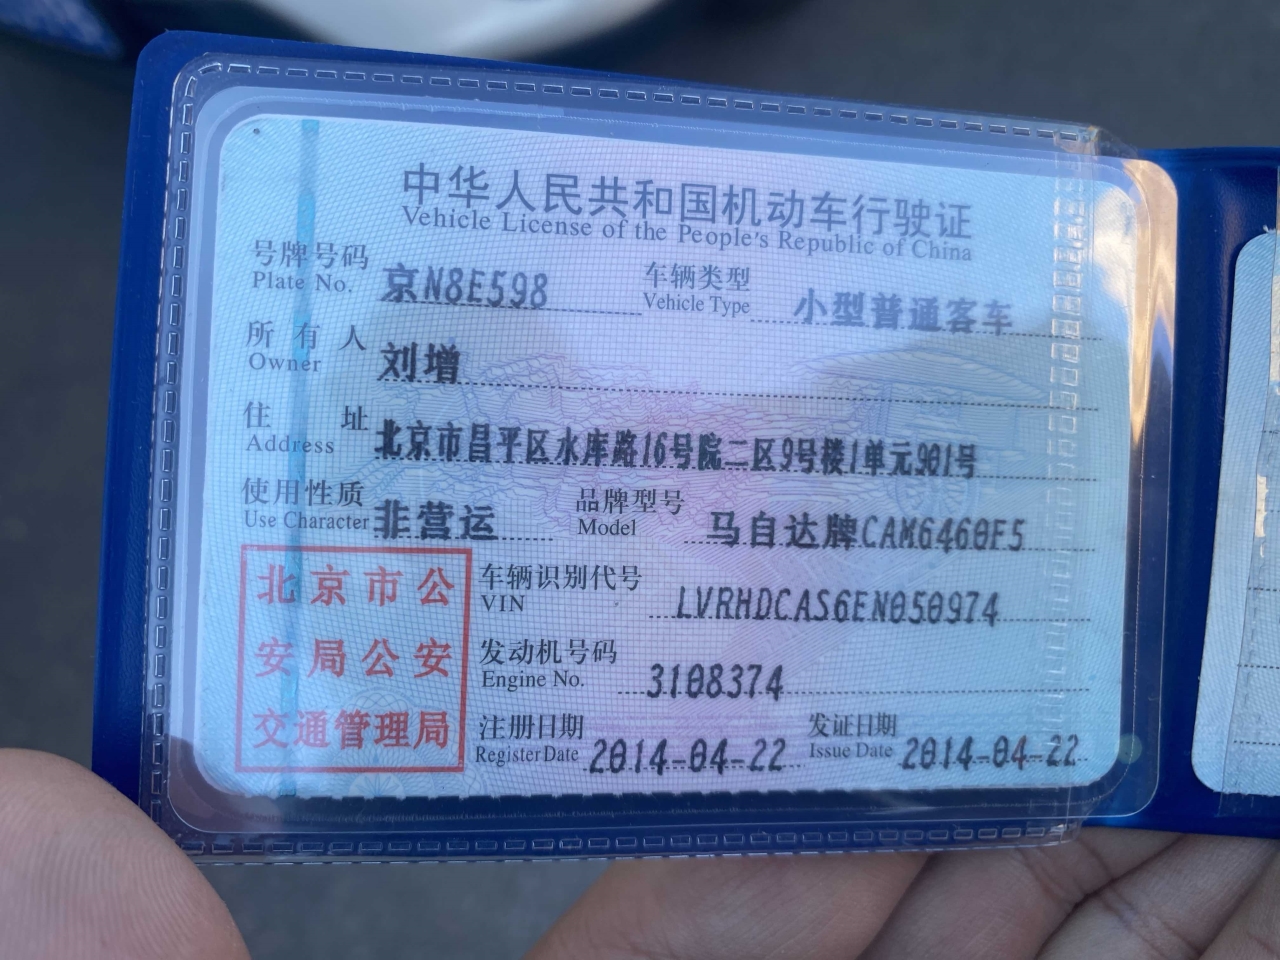 中华人民共和国机动车行驶证
Vehicle License of the People's Republic of China
号牌号码 京N8E598 车辆类型 小型普通客车
Plate No. Vehicle Type
所有人 刘增
Owner
住址 北京市昌平区水库路16号院二区9号楼1单元901号
Address
使用性质 非营运 品牌型号 马自达牌CAM6460F5
Use Character Model
北京市公
安局公安
交通管理局
车辆识别代号 LVRHDCAS6EN050974
VIN
发动机号码 3108374
Engine No.
注册日期 2014-04-22 发证日期 2014-04-22
Register Date Issue Date